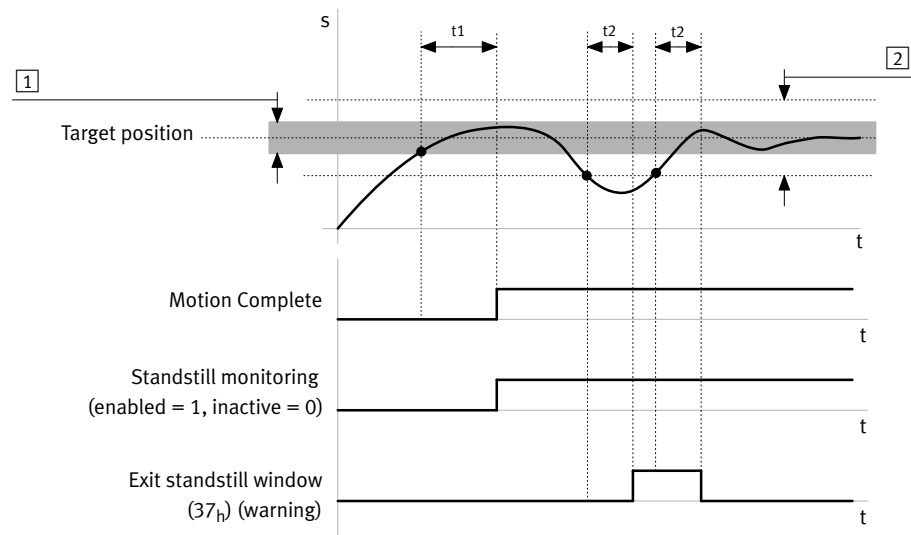 s
t1
t2
t2
1
2
Target position
t
Motion Complete
t
Standstill monitoring
(enabled = 1, inactive = 0)
t
Exit standstill window
(37h) (warning)
t